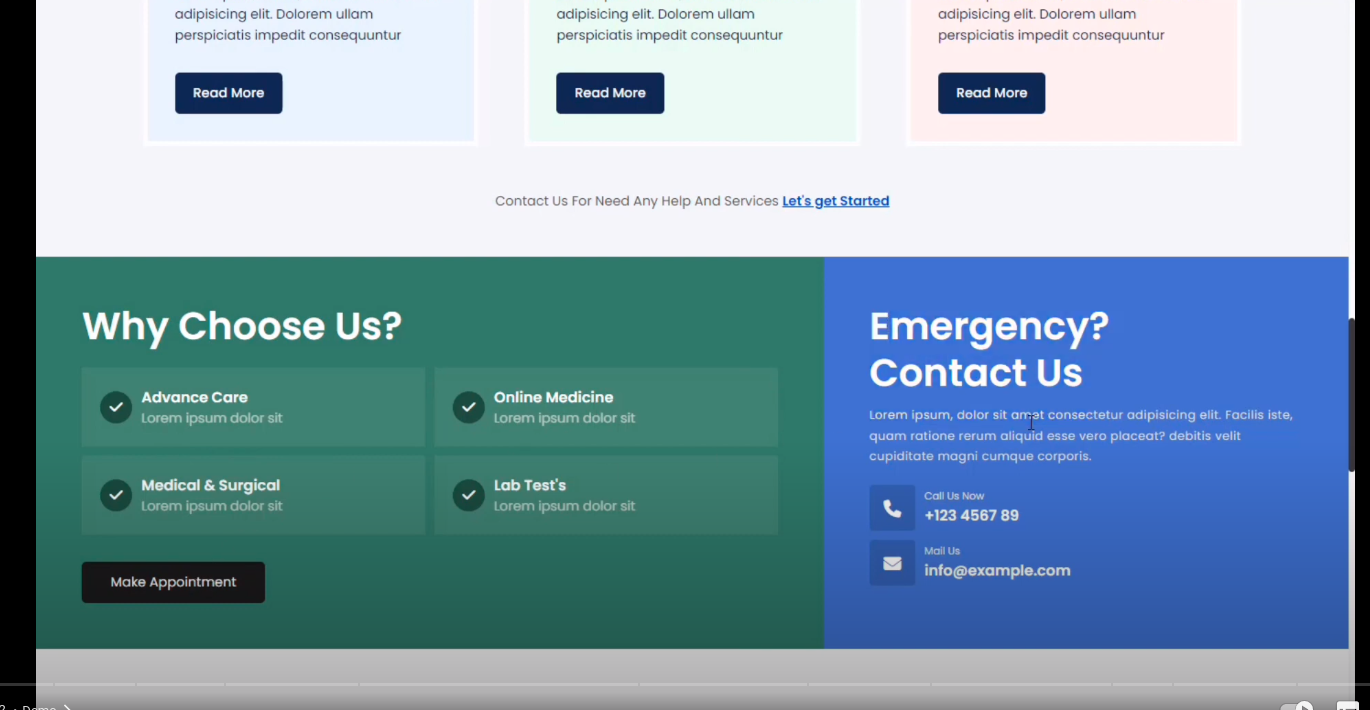 adipisicing elit. Dolorem ullam
perspiciatis impedit consequuntur
Read More
adipisicing elit. Dolorem ullam
perspiciatis impedit consequuntur
Read More
adipisicing elit. Dolorem ullam
perspiciatis impedit consequuntur
Read More
Contact Us For Need Any Help And Services Let's get Started
Why Choose Us?
Advance Care
Lorem ipsum dolor sit
Online Medicine
Lorem ipsum dolor sit
Medical & Surgical
Lorem ipsum dolor sit
Lab Test's
Lorem ipsum dolor sit
Make Appointment
Emergency?
Contact Us
Lorem ipsum, dolor sit amet consectetur adipisicing elit. Facilis iste,
quam ratione rerum aliquid esse vero placeat? debitis velit
cupiditate magni cumque corporis.
Call Us Now
+123 4567 89
Mail Us
info@example.com